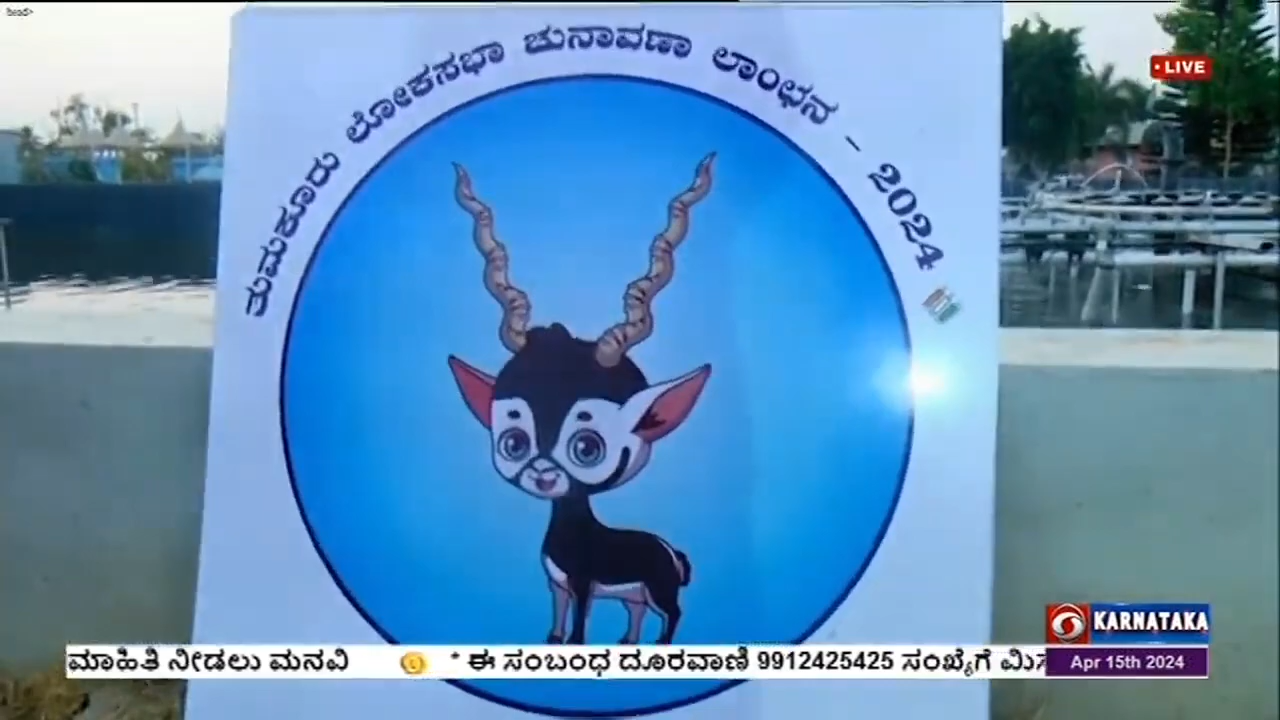 ತುಮಕೂರು ಲೋಕಸಭಾ ಚುನಾವಣಾ ಲಾಂಛನ - 2024
LIVE
KARNATAKA
Apr 15th 2024
ಮಾಹಿತಿ ನೀಡಲು ಮನವಿ * ಈ ಸಂಬಂಧ ದೂರವಾಣಿ 9912425425 ಸಂಖ್ಯೆಗೆ ಮಿಸ